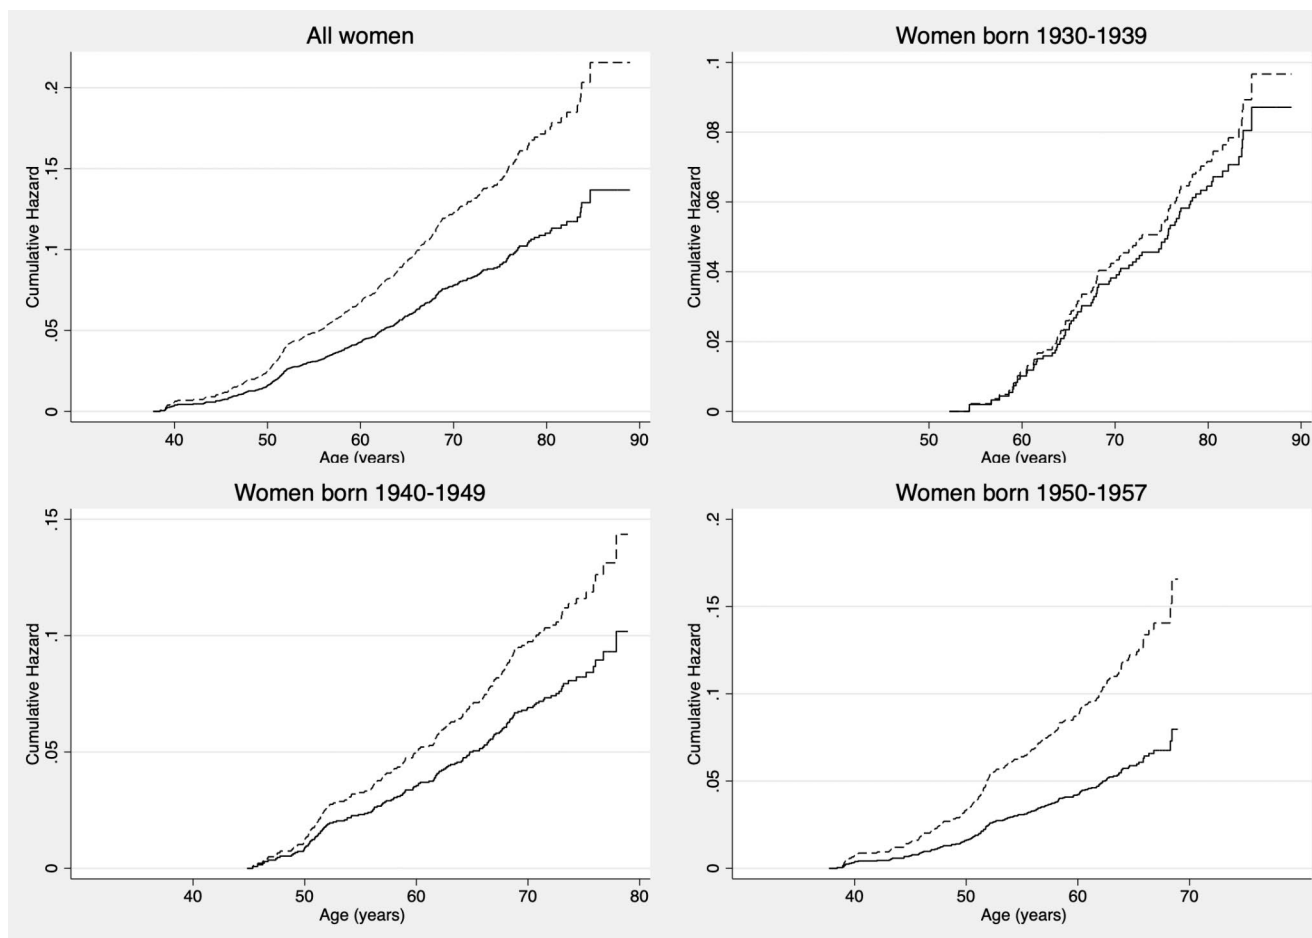 All women
Cumulative Hazard
.2
.15
.1
.05
0
40 50 60 70 80 90
Age (years)
Women born 1930-1939
Cumulative Hazard
.1
.08
.06
.04
.02
0
50 60 70 80 90
Age (years)
Women born 1940-1949
Cumulative Hazard
.15
.1
.05
0
40 50 60 70 80
Age (years)
Women born 1950-1957
Cumulative Hazard
.2
.15
.1
.05
0
40 50 60 70
Age (years)